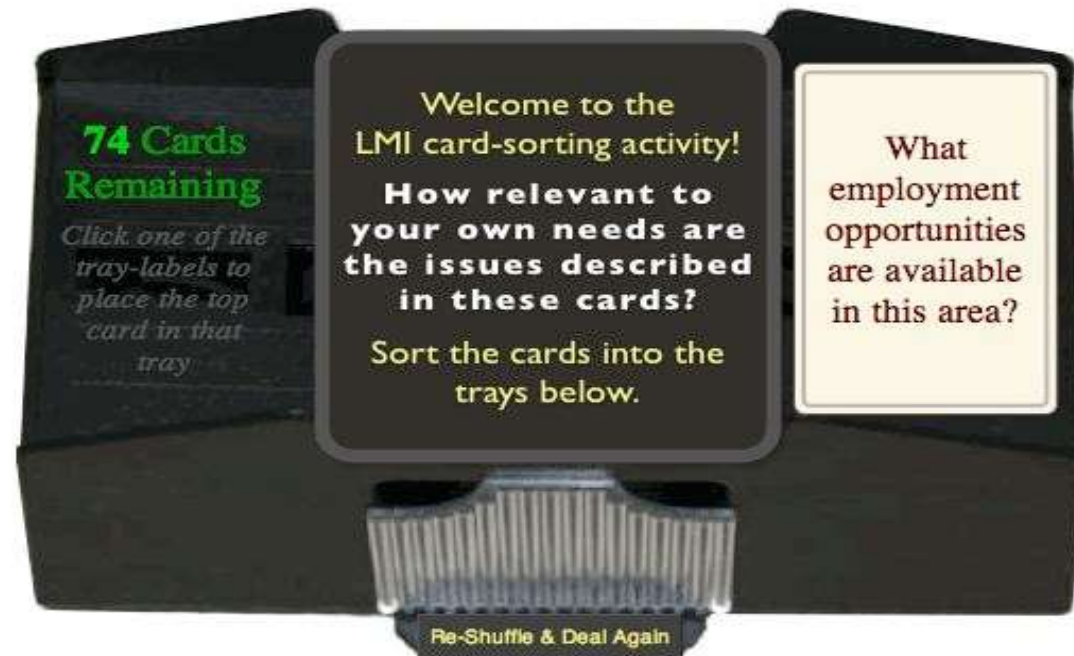 74 Cards
Remaining
Click one of the
tray-labels to
place the top
card in that
tray
Welcome to the
LMI card-sorting activity!
How relevant to
your own needs are
the issues described
in these cards?
Sort the cards into the
trays below.
What
employment
opportunities
are available
in this area?
Re-Shuffle & Deal Again